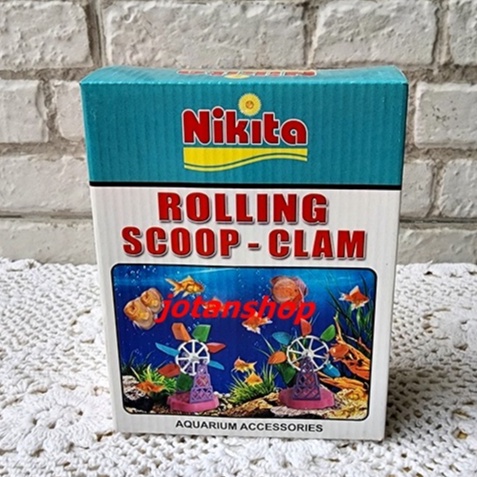 Nikita
ROLLING
SCOOP - CLAM
jotanshop
AQUARIUM ACCESSORIES